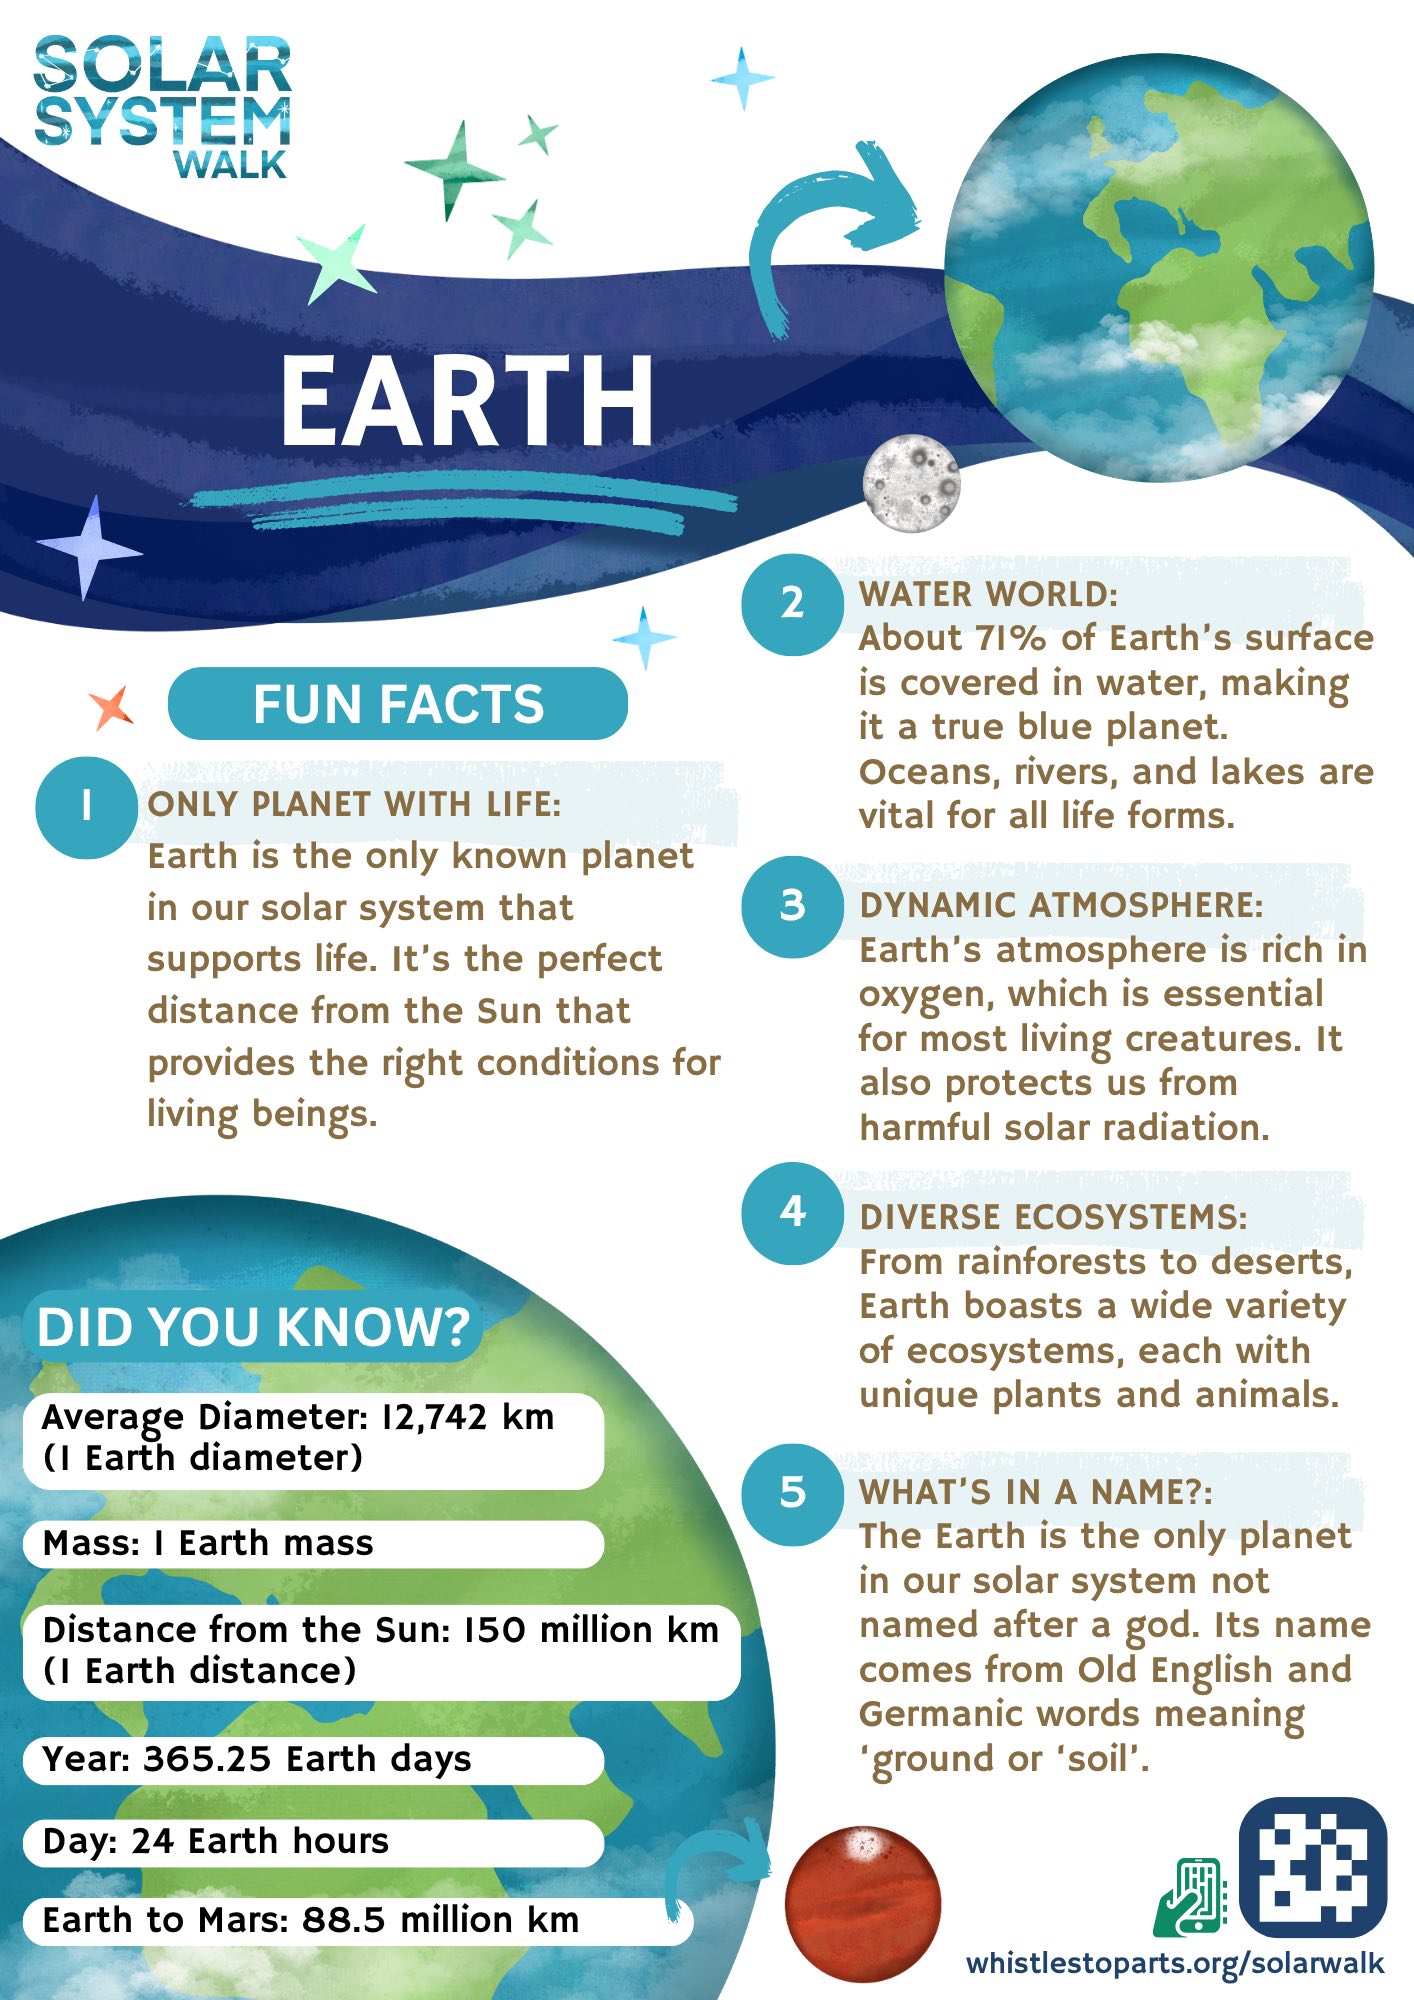 SOLAR
SYSTEM
WALK
EARTH
FUN FACTS
1
ONLY PLANET WITH LIFE:
Earth is the only known planet
in our solar system that
supports life. It's the perfect
distance from the Sun that
provides the right conditions for
living beings.
2
WATER WORLD:
About 71% of Earth's surface
is covered in water, making
it a true blue planet.
Oceans, rivers, and lakes are
vital for all life forms.
3
DYNAMIC ATMOSPHERE:
Earth's atmosphere is rich in
oxygen, which is essential
for most living creatures. It
also protects us from
harmful solar radiation.
4
DIVERSE ECOSYSTEMS:
From rainforests to deserts,
Earth boasts a wide variety
of ecosystems, each with
unique plants and animals.
5
WHAT'S IN A NAME?:
The Earth is the only planet
in our solar system not
named after a god. Its name
comes from Old English and
Germanic words meaning
‘ground or ‘soil’.
DID YOU KNOW?
Average Diameter: 12,742 km
(1 Earth diameter)
Mass: 1 Earth mass
Distance from the Sun: 150 million km
(1 Earth distance)
Year: 365.25 Earth days
Day: 24 Earth hours
Earth to Mars: 88.5 million km
whistlestoparts.org/solarwalk